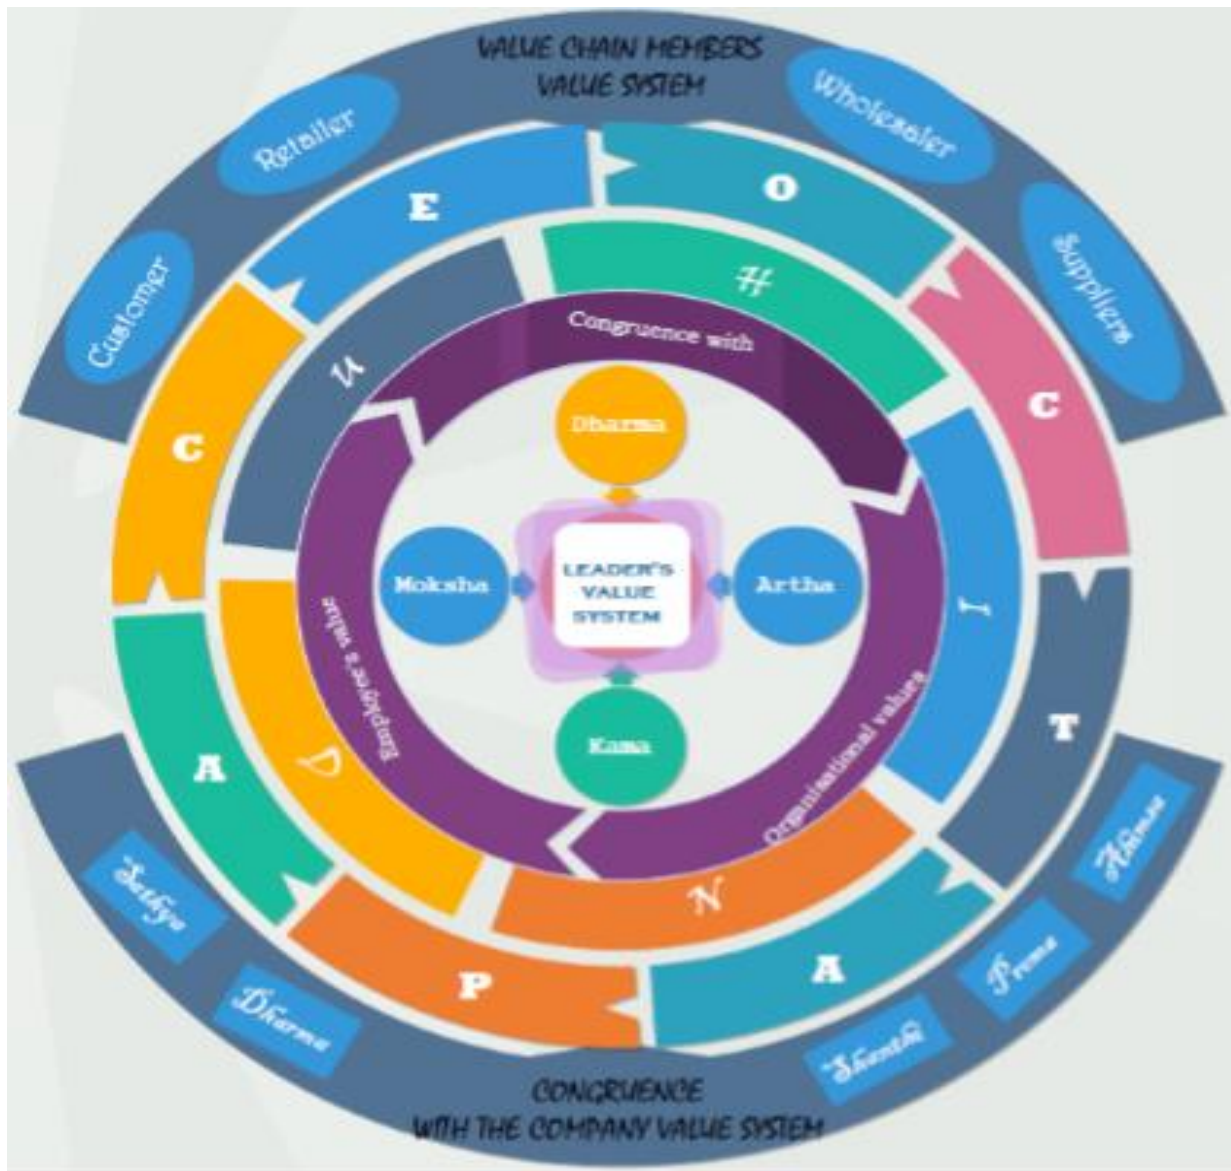 VALUE CHAIN MEMBERS
VALUE SYSTEM
Customer
Retailer
Wholesaler
Suppliers
E
O
C
T
A
P
A
C
U
H
I
N
D
Congruence with
Organisational values
Employee's value
Dharma
Moksha
LEADER'S
VALUE
SYSTEM
Artha
Kama
Sathya
Dharma
Shanthi
Prema
Ahimsa
CONGRUENCE
WITH THE COMPANY VALUE SYSTEM